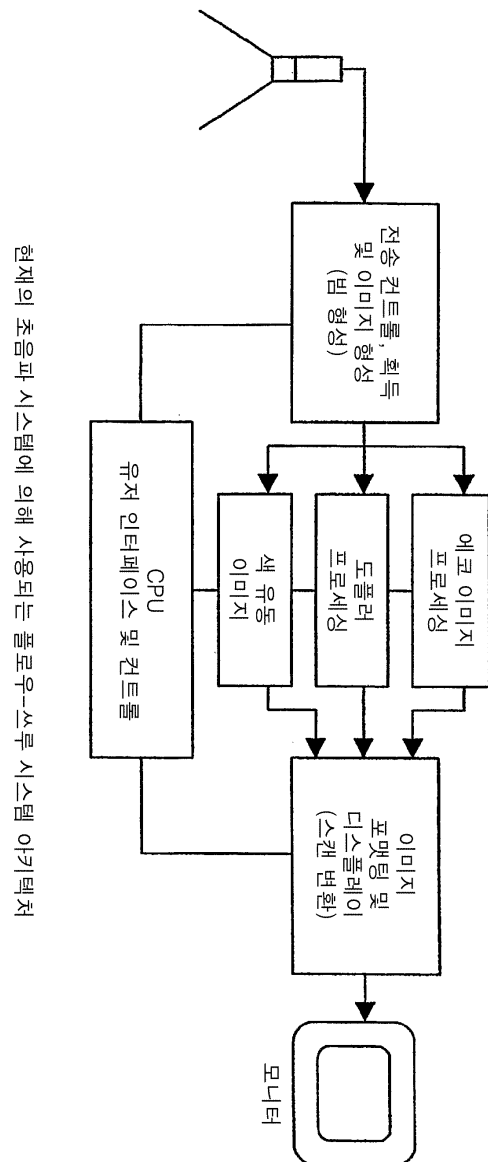 전송 컨트롤, 획득
및 이미지 형성
(빔 형성)
에코 이미지
프로세싱
도플러
프로세싱
색 유동
이미지
이미지
포맷팅 및
디스플레이
(스캔 변환)
모니터
CPU
유저 인터페이스 및 컨트롤
현재의 초음파 시스템에 의해 사용되는 플로우-쓰루 시스템 아키텍처